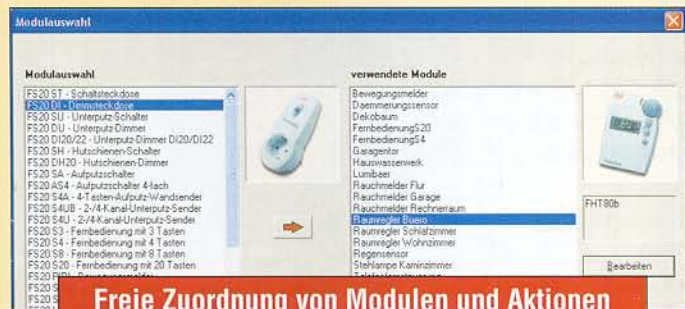 Modulauswahl
Modulauswahl
FS20 ST - Schaltsteckdose
FS20 DI - Dimmsteckdose
FS20 SU - Unterputz-Schalter
FS20 DU - Unterputz-Dimmer
FS20 DI20/22 - Unterputz-Dimmer DI20/DI22
FS20 SH - Hutschienen-Schalter
FS20 DH20 - Hutschienen-Dimmer
FS20 SA - Aufputzschalter
FS20 AS4 - Aufputzschalter 4-fach
FS20 S4A - 4-Tasten-Aufputz-Wandsender
FS20 S4UB - 2-/4-Kanal-Unterputz-Sender
FS20 S4U - 2-/4-Kanal-Unterputz-Sender
FS20 S3 - Fernbedienung mit 3 Tasten
FS20 S4 - Fernbedienung mit 4 Tasten
FS20 S8 - Fernbedienung mit 8 Tasten
FS20 S20 - Fernbedienung mit 20 Tasten
FS20
FS20 S
FS20 S
verwendete Module
Bewegungsmelder
Daemmerungssensor
Dekobaum
FernbedienungS20
FernbedienungS4
Garagentor
Hauswasserwerk
Lumibaer
Rauchmelder Flur
Rauchmelder Garage
Rauchmelder Rechnerraum
Raumregler Buero
Raumregler Schlafzimmer
Raumregler Wohnzimmer
Regensensor
Stehlampe Kaminzimmer
FHT80b
Bearbeiten
Freie Zuordnung von Modulen und Aktionen